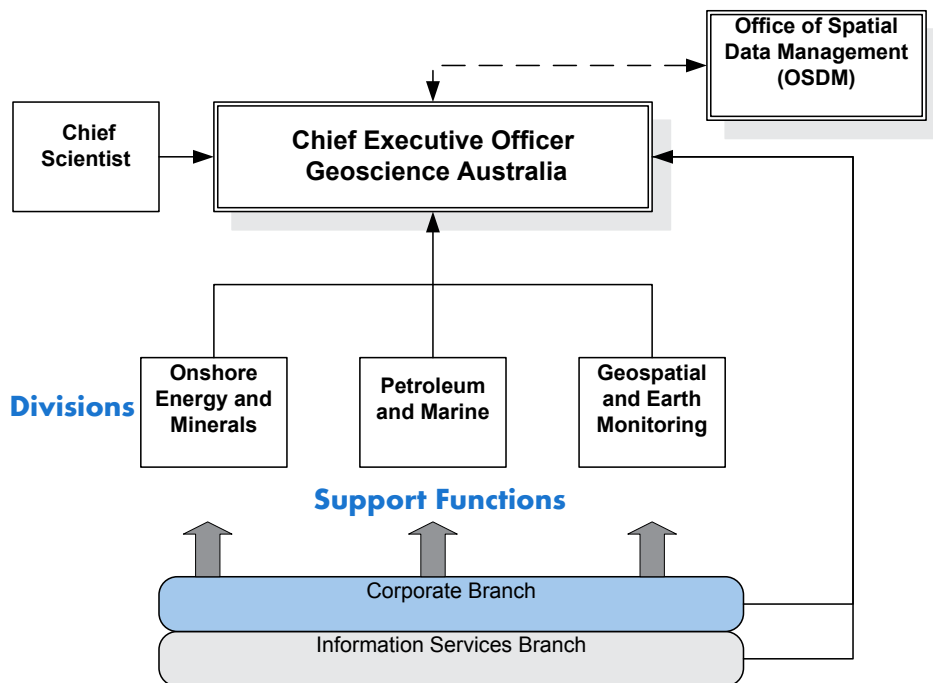 Office of Spatial
Data Management
(OSDM)
Chief
Scientist
Chief Executive Officer
Geoscience Australia
Divisions
Onshore
Energy and
Minerals
Petroleum
and Marine
Geospatial
and Earth
Monitoring
Support Functions
Corporate Branch
Information Services Branch